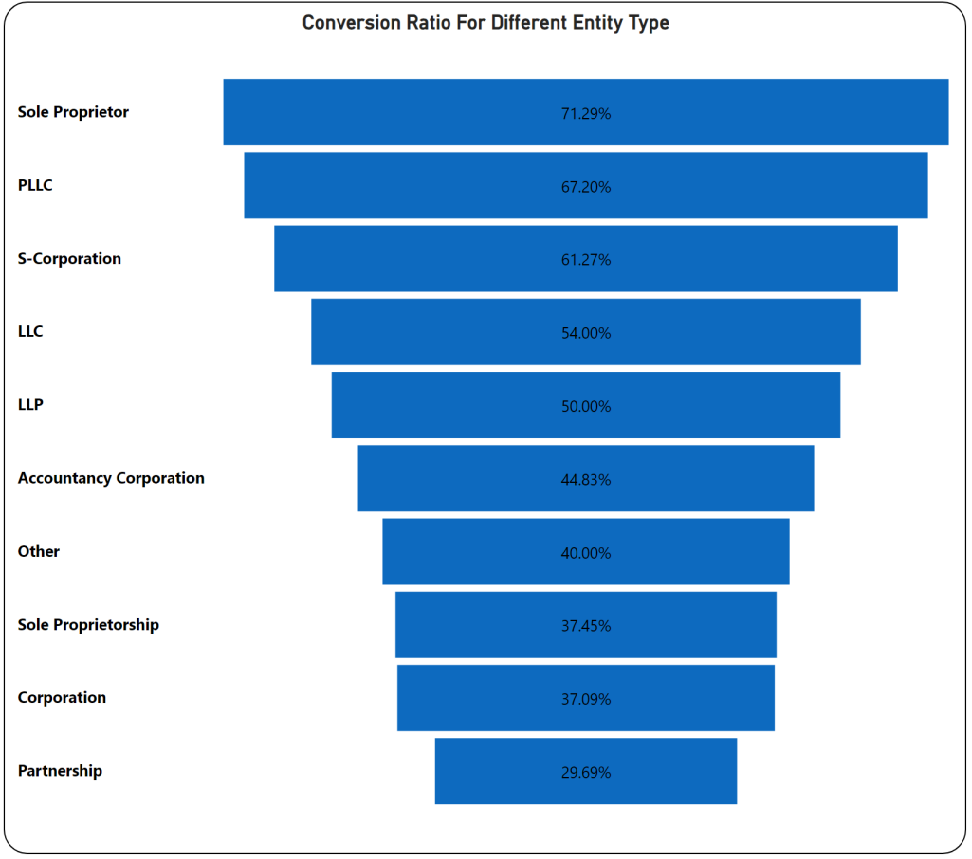 Conversion Ratio For Different Entity Type
Sole Proprietor 71.29%
PLLC 67.20%
S-Corporation 61.27%
LLC 54.00%
LLP 50.00%
Accountancy Corporation 44.83%
Other 40.00%
Sole Proprietorship 37.45%
Corporation 37.09%
Partnership 29.69%